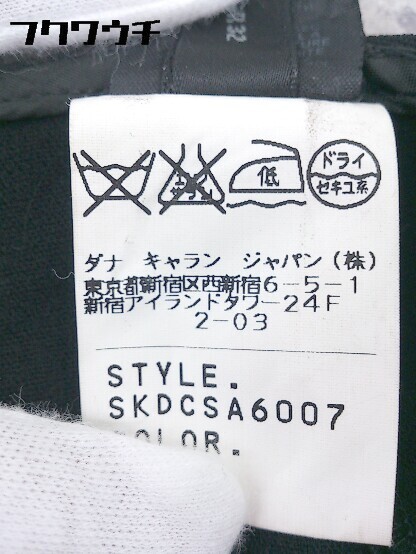 フクワウチ
低
ドライ
セキユ系
ダナ キャラン ジャパン(株)
東京都新宿区西新宿6-5-1
新宿アイランドタワー24F
2-03
STYLE.
SKDCSA6007
COLOR.